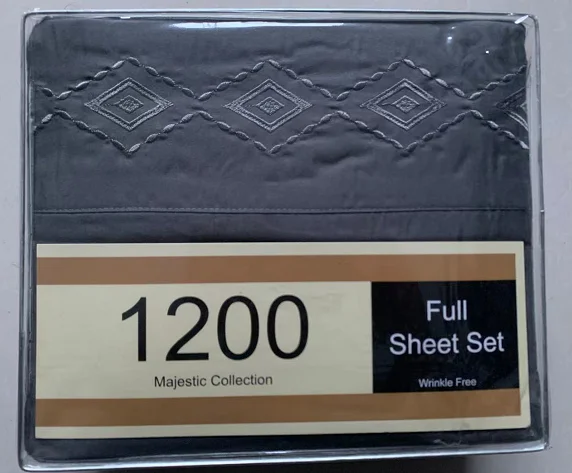 1200
Majestic Collection
Full
Sheet Set
Wrinkle Free